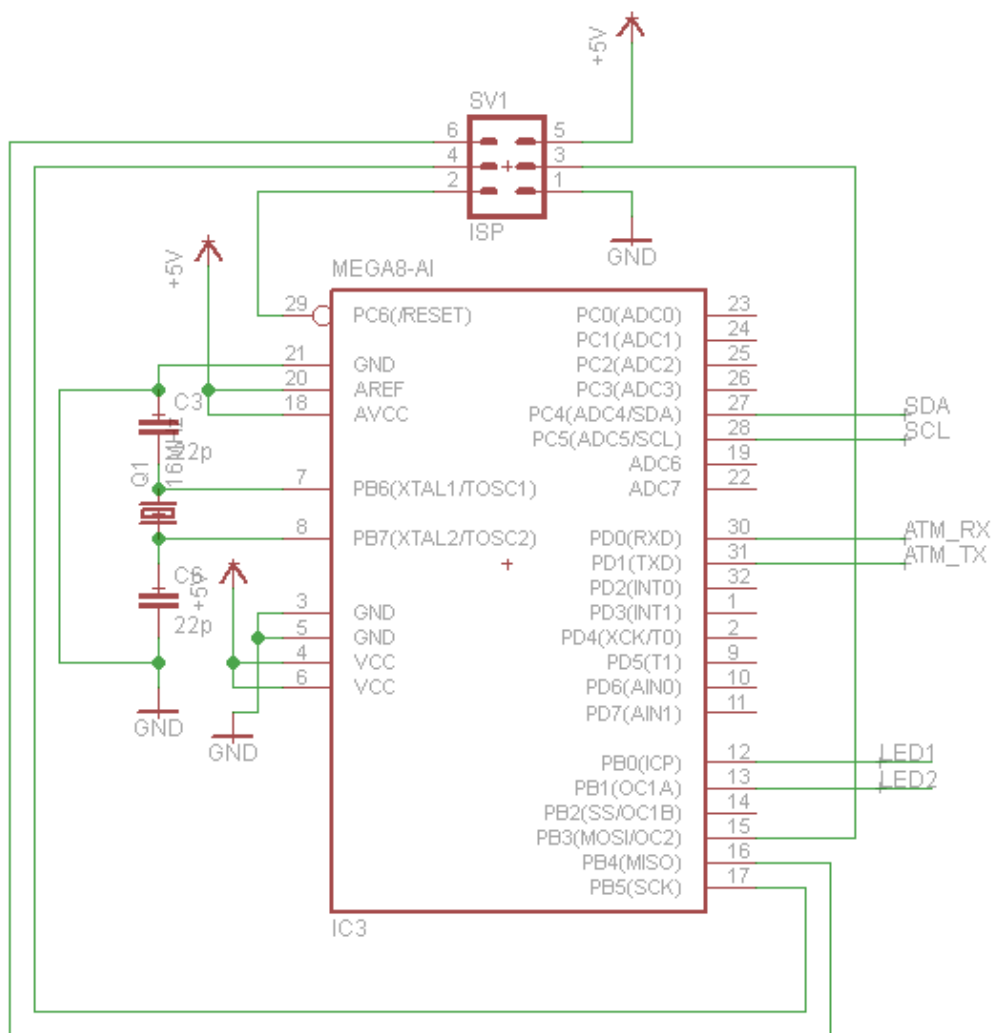 +5V
SV1
6 5
4 3
2 1
ISP
GND
+5V
MEGA8-AI
29 PC6(/RESET) PC0(ADC0) 23
PC1(ADC1) 24
21 GND PC2(ADC2) 25
20 AREF PC3(ADC3) 26
18 AVCC PC4(ADC4/SDA) 27 SDA
PC5(ADC5/SCL) 28 SCL
ADC6 19
7 PB6(XTAL1/TOSC1) ADC7 22
8 PB7(XTAL2/TOSC2) PD0(RXD) 30 ATM_RX
PD1(TXD) 31 ATM_TX
PD2(INT0) 32
3 GND PD3(INT1) 1
5 GND PD4(XCK/T0) 2
4 VCC PD5(T1) 9
6 VCC PD6(AIN0) 10
PD7(AIN1) 11
PB0(ICP) 12 LED1
PB1(OC1A) 13 LED2
PB2(SS/OC1B) 14
PB3(MOSI/OC2) 15
PB4(MISO) 16
PB5(SCK) 17
IC3
C3
22p
Q1
16MHZ
C6
+5V
22p
GND
GND